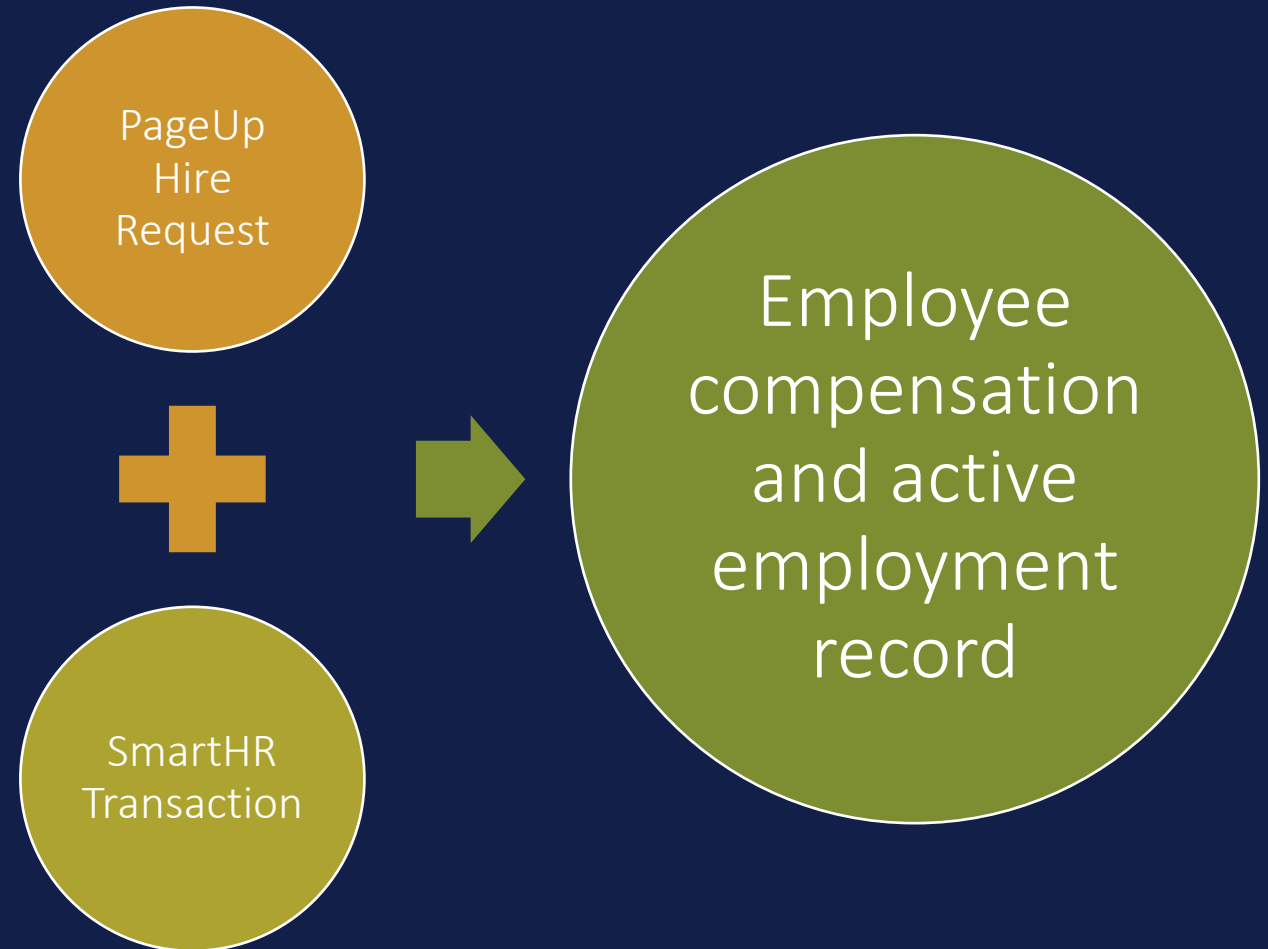 PageUp
Hire
Request
SmartHR
Transaction
Employee
compensation
and active
employment
record